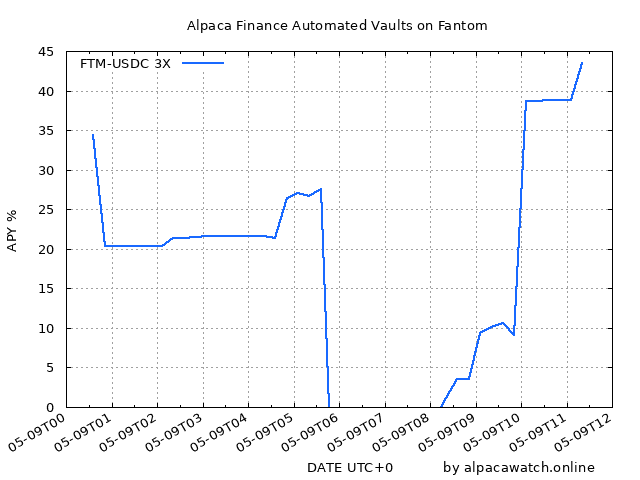 Alpaca Finance Automated Vaults on Fantom
45
FTM-USDC 3X
40
35
30
25
APY %
20
15
10
5
0
05-09T00 05-09T01 05-09T02 05-09T03 05-09T04 05-09T05 05-09T06 05-09T07 05-09T08 05-09T09 05-09T10 05-09T11 05-09T12
DATE UTC+0 by alpacawatch.online